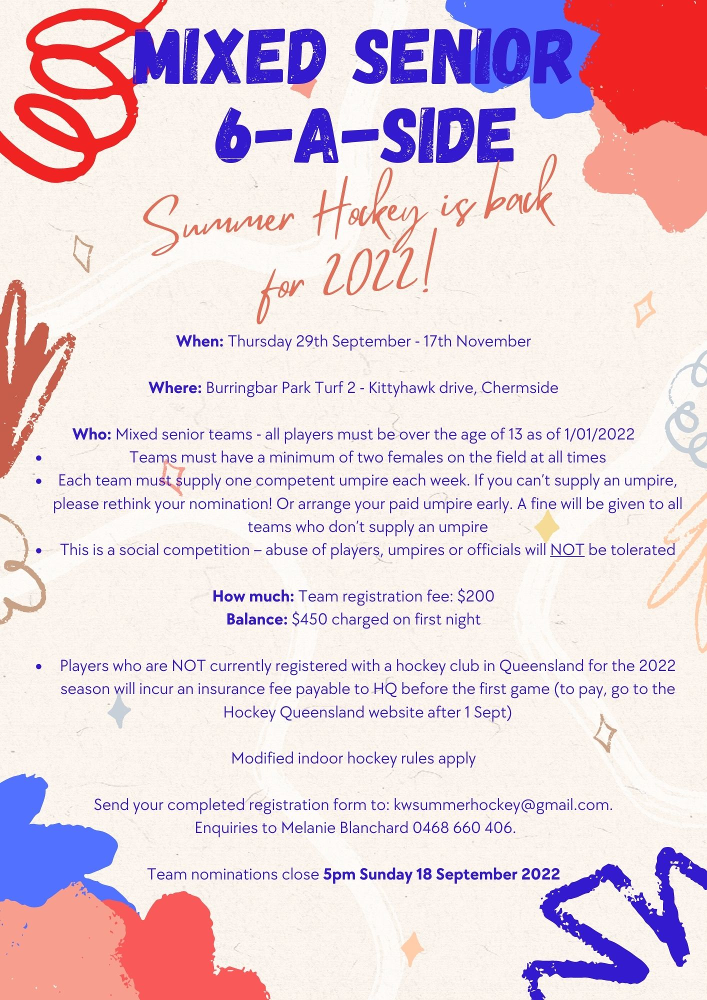 MIXED SENIOR
6-A-SIDE
Summer Hockey is back
for 2022!
When: Thursday 29th September - 17th November
Where: Burringbar Park Turf 2 - Kittyhawk drive, Chermside
Who: Mixed senior teams - all players must be over the age of 13 as of 1/01/2022
• Teams must have a minimum of two females on the field at all times
• Each team must supply one competent umpire each week. If you can't supply an umpire,
please rethink your nomination! Or arrange your paid umpire early. A fine will be given to all
teams who don't supply an umpire
• This is a social competition – abuse of players, umpires or officials will NOT be tolerated
How much: Team registration fee: $200
Balance: $450 charged on first night
• Players who are NOT currently registered with a hockey club in Queensland for the 2022
season will incur an insurance fee payable to HQ before the first game (to pay, go to the
Hockey Queensland website after 1 Sept)
Modified indoor hockey rules apply
Send your completed registration form to: kwsummerhockey@gmail.com.
Enquiries to Melanie Blanchard 0468 660 406.
Team nominations close 5pm Sunday 18 September 2022